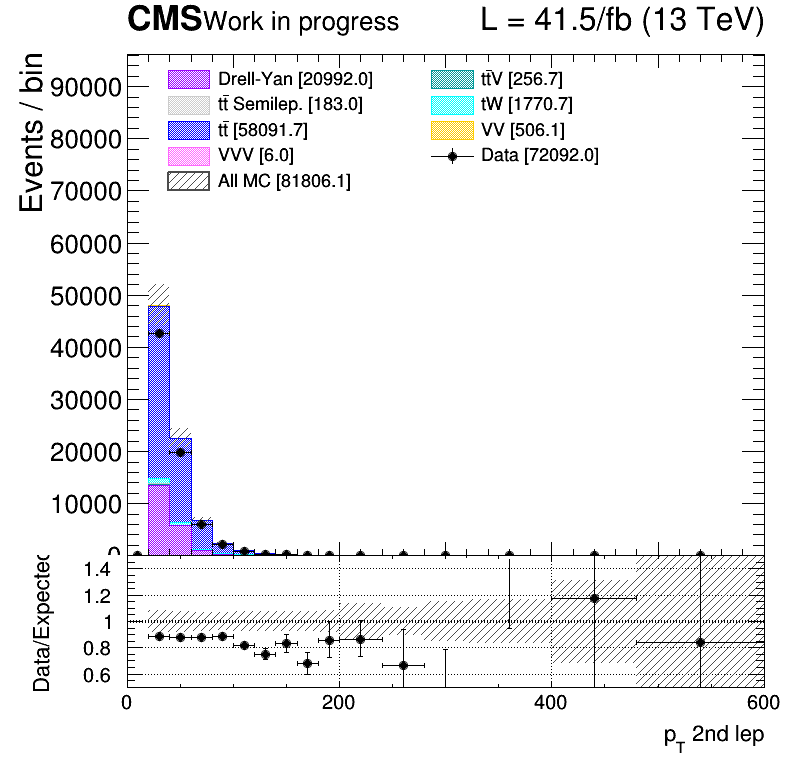 CMS Work in progress L = 41.5/fb (13 TeV)
Events / bin
Drell-Yan [20992.0] tt̄V [256.7]
tt̄ Semilep. [183.0] tW [1770.7]
tt̄ [58091.7] VV [506.1]
VVV [6.0] Data [72092.0]
All MC [81806.1]
90000
80000
70000
60000
50000
40000
30000
20000
10000
0
Data/Expected
1.4
1.2
1
0.8
0.6
0 200 400 600
p_T 2nd lep